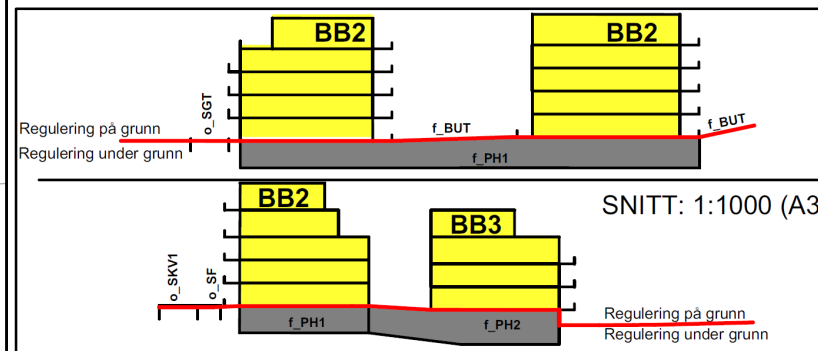 BB2
BB2
o_SGT
Regulering på grunn
f_BUT
f_BUT
Regulering under grunn
f_PH1
SNITT: 1:1000 (A3
BB2
BB3
o_SKV1
o_SF
Regulering på grunn
f_PH1
f_PH2
Regulering under grunn